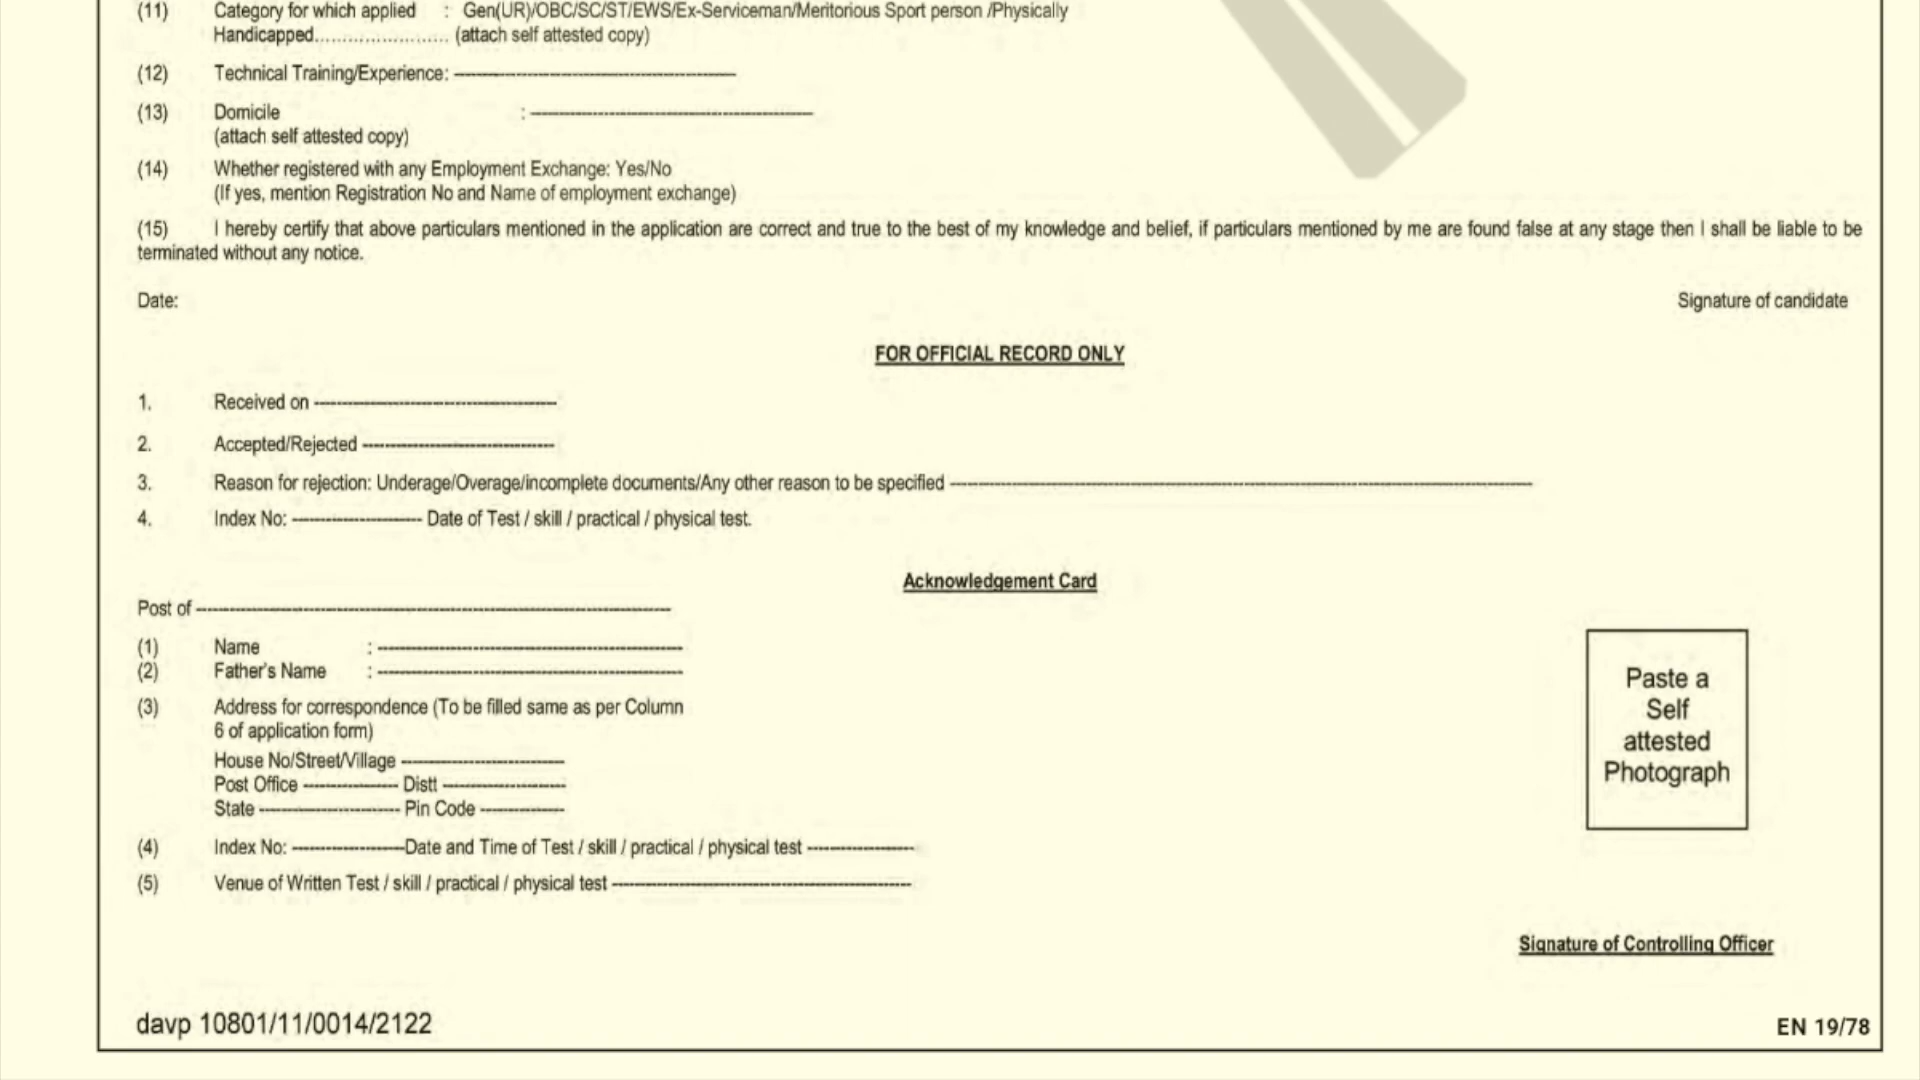 (11) Category for which applied : Gen(UR)/OBC/SC/ST/EWS/Ex-Serviceman/Meritorious Sport person /Physically
Handicapped........................ (attach self attested copy)
(12) Technical Training/Experience: ----------------------------------------
(13) Domicile : ----------------------------------------
(attach self attested copy)
(14) Whether registered with any Employment Exchange: Yes/No
(If yes, mention Registration No and Name of employment exchange)
(15) I hereby certify that above particulars mentioned in the application are correct and true to the best of my knowledge and belief, if particulars mentioned by me are found false at any stage then I shall be liable to be
terminated without any notice.
Date: Signature of candidate
FOR OFFICIAL RECORD ONLY
1. Received on -----------------------------------
2. Accepted/Rejected ---------------------------
3. Reason for rejection: Underage/Overage/incomplete documents/Any other reason to be specified --------------------------------------------------------------------------------
4. Index No: ------------------- Date of Test / skill / practical / physical test.
Acknowledgement Card
Post of --------------------------------------------------------------------
(1) Name : --------------------------------------------
(2) Father's Name : --------------------------------------------
(3) Address for correspondence (To be filled same as per Column
6 of application form)
House No/Street/Village -----------------------
Post Office -------------- Distt -----------------
State -------------------- Pin Code ------------
(4) Index No: ----------------Date and Time of Test / skill / practical / physical test ---------------
(5) Venue of Written Test / skill / practical / physical test -------------------------------------------
Paste a
Self
attested
Photograph
Signature of Controlling Officer
davp 10801/11/0014/2122 EN 19/78